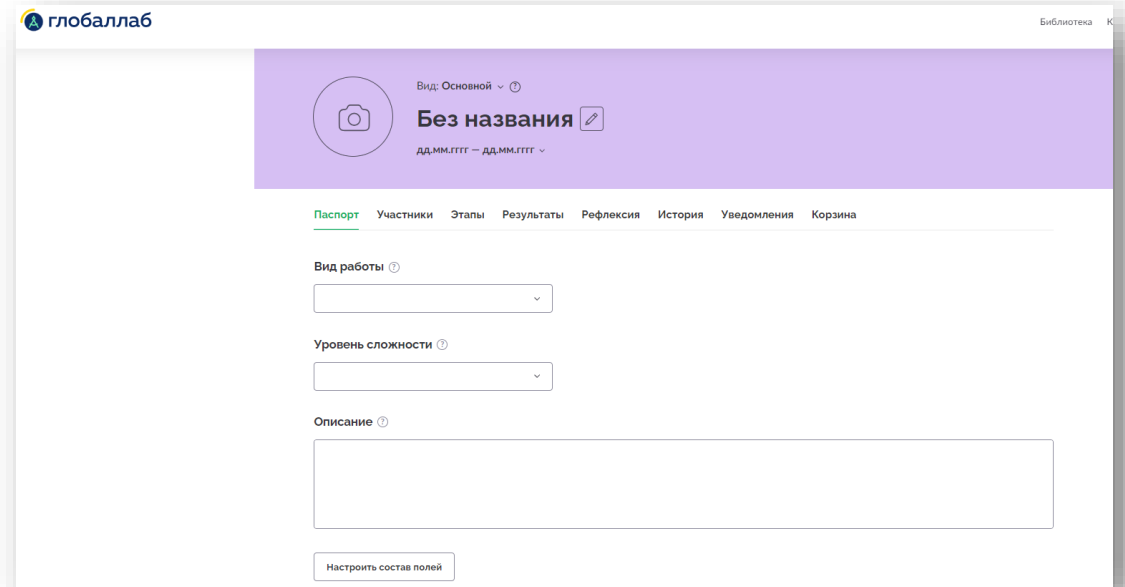 глобаллаб
Библиотека К
Вид: Основной
Без названия
дд.мм.гггг — дд.мм.гггг
Паспорт Участники Этапы Результаты Рефлексия История Уведомления Корзина
Вид работы
Уровень сложности
Описание
Настроить состав полей